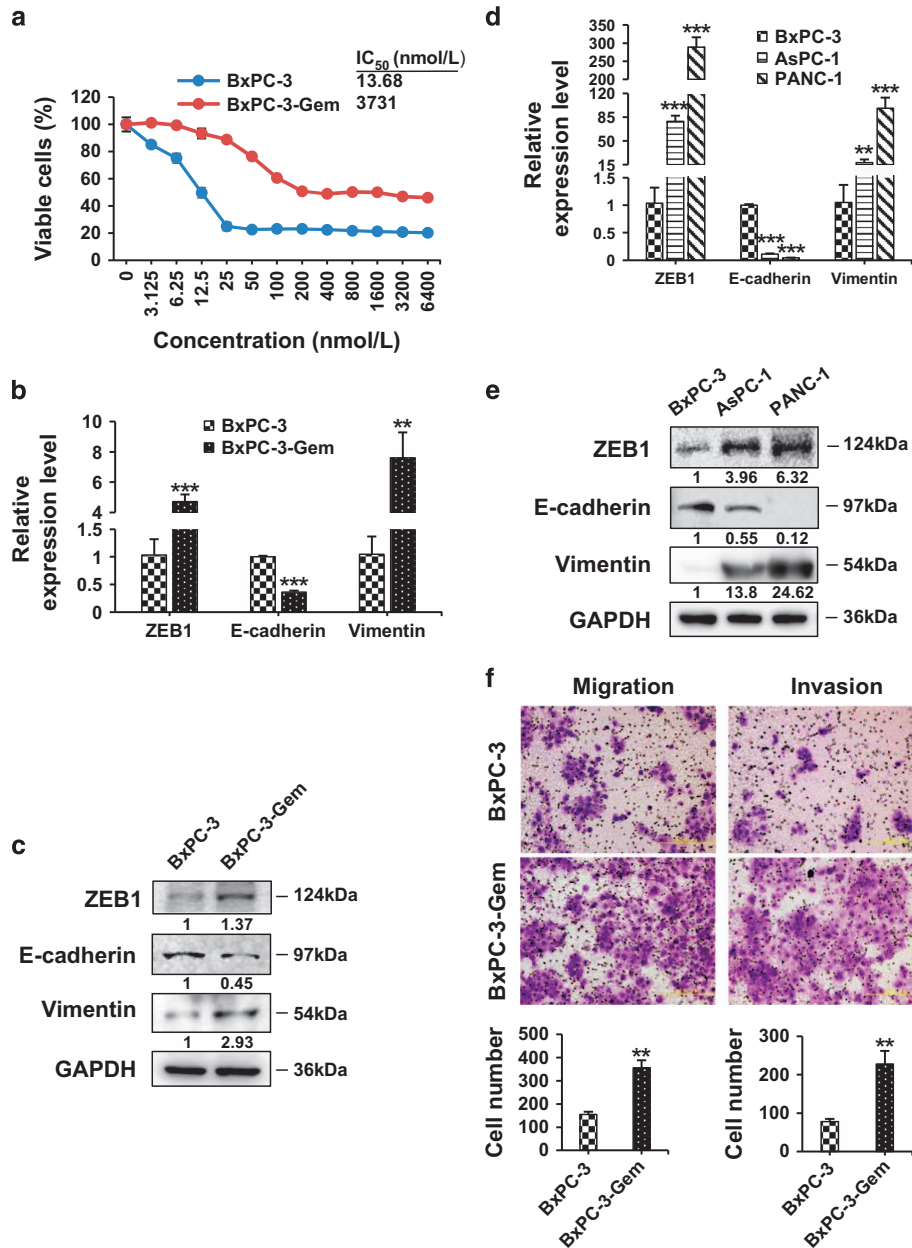 a
IC50 (nmol/L)
BxPC-3 13.68
BxPC-3-Gem 3731
Viable cells (%)
120
100
80
60
40
20
0
0 3.125 6.25 12.5 25 50 100 200 400 800 1600 3200 6400
Concentration (nmol/L)
b
BxPC-3
BxPC-3-Gem
Relative
expression level
10
8
6
4
1
0.5
0
*** *** **
ZEB1 E-cadherin Vimentin
c
BxPC-3 BxPC-3-Gem
ZEB1 124kDa
1 1.37
E-cadherin 97kDa
1 0.45
Vimentin 54kDa
1 2.93
GAPDH 36kDa
d
BxPC-3
AsPC-1
PANC-1
Relative
expression level
350
300
250
200
120
85
50
15
1
0.5
0
*** *** *** *** ** ***
ZEB1 E-cadherin Vimentin
e
BxPC-3 AsPC-1 PANC-1
ZEB1 124kDa
1 3.96 6.32
E-cadherin 97kDa
1 0.55 0.12
Vimentin 54kDa
1 13.8 24.62
GAPDH 36kDa
f
Migration Invasion
BxPC-3
BxPC-3-Gem
Cell number
500
400
300
200
100
0
**
BxPC-3 BxPC-3-Gem
Cell number
300
200
100
0
**
BxPC-3 BxPC-3-Gem